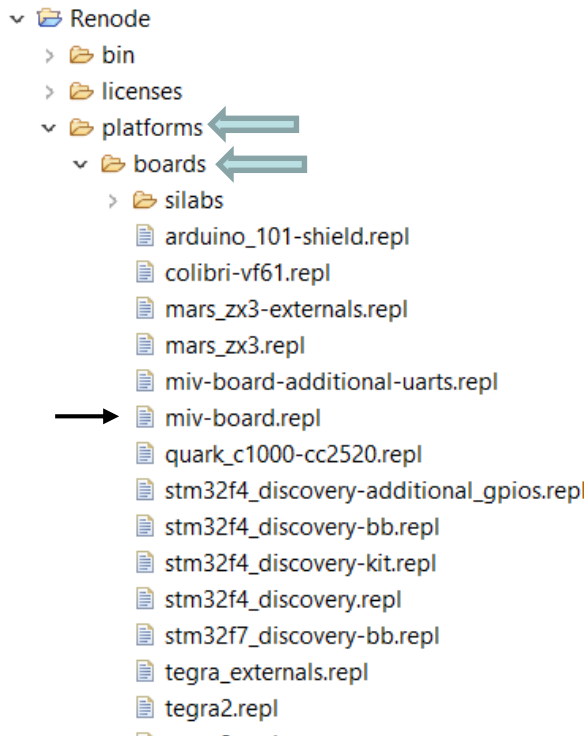 Renode
bin
licenses
platforms
boards
silabs
arduino_101-shield.repl
colibri-vf61.repl
mars_zx3-externals.repl
mars_zx3.repl
miv-board-additional-uarts.repl
miv-board.repl
quark_c1000-cc2520.repl
stm32f4_discovery-additional_gpios.repl
stm32f4_discovery-bb.repl
stm32f4_discovery-kit.repl
stm32f4_discovery.repl
stm32f7_discovery-bb.repl
tegra_externals.repl
tegra2.repl